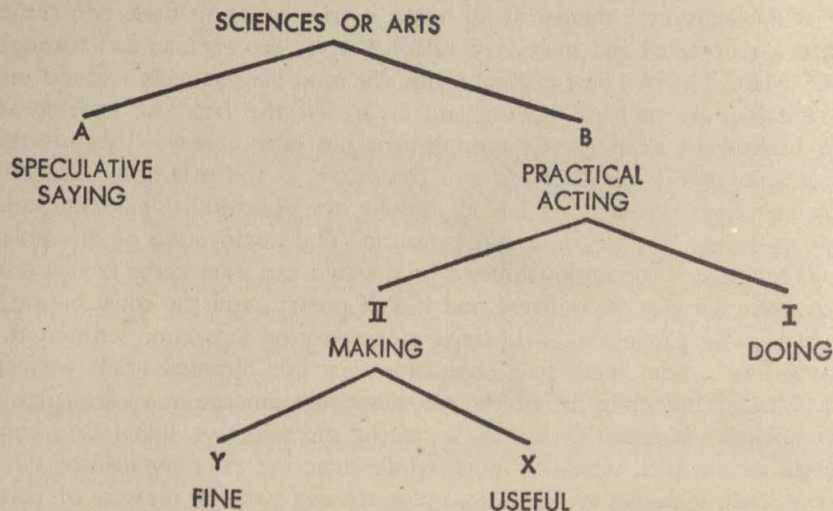 SCIENCES OR ARTS
A
B
SPECULATIVE
SAYING
PRACTICAL
ACTING
II
I
MAKING
DOING
Y
X
FINE
USEFUL